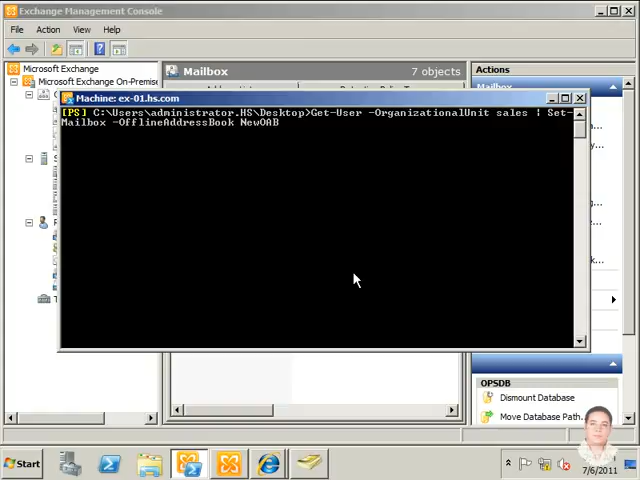 Exchange Management Console
File Action View Help
Microsoft Exchange
Microsoft Exchange On-Premise
Mailbox 7 objects
Actions
Mailbox
Machine: ex-01.hs.com
[PS] C:\Users\administrator.HS\Desktop>Get-User -OrganizationalUnit sales | Set-
Mailbox -OfflineAddressBook NewOAB
OPSDB
Dismount Database
Move Database Path...
Start
7/6/2011